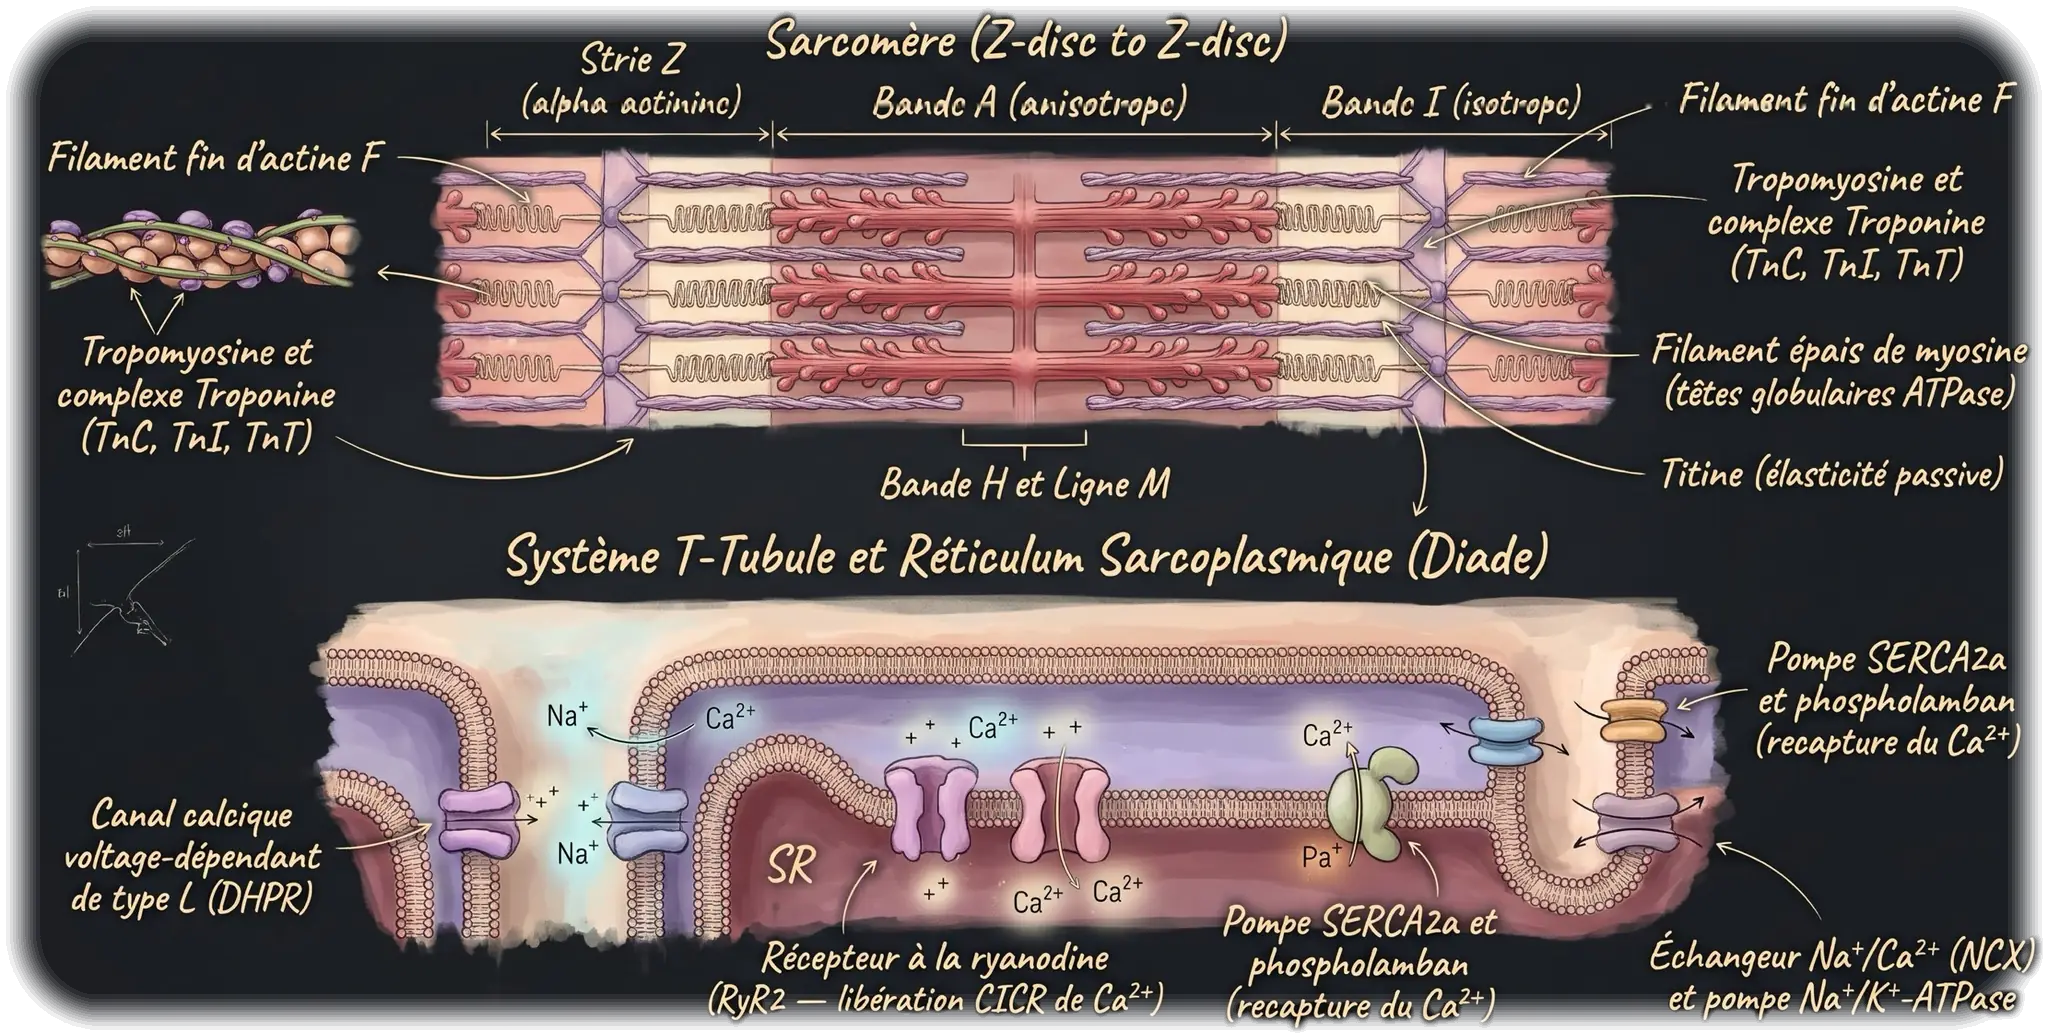 Sarcomère (Z-disc to Z-disc)
Strie Z
(alpha aotininc)
Bandc A (anisotropc)
Bandc I (isotropc)
Filament fin d'actine F
Filament fin d'actine F
Tropomyosine et
complexe Troponine
(TnC, TnI, TnT)
Tropomyosine et
complexe Troponine
(TnC, TnI, TnT)
Filament épais de myosine
(têtes globulaires ATPase)
Titine (élasticité passive)
Bande H et Ligne M
Système T-Tubule et Réticulum Sarcoplasmique (Diade)
Na⁺
Ca²⁺
+ + +
Ca²⁺
+ +
Ca²⁺
Pompe SERCA2a
et phospholamban
(recapture du Ca²⁺)
Canal calcique
voltage-dépendant
de type L (DHPR)
+++
++
Na⁺
SR
++
Ca²⁺
Ca²⁺
Pa⁺
Récepteur à la ryanodine
(RyR2 — libération CICR de Ca²⁺)
Pompe SERCA2a et
phospholamban
(recapture du Ca²⁺)
Échangeur Na⁺/Ca²⁺ (NCX)
et pompe Na⁺/K⁺-ATPase